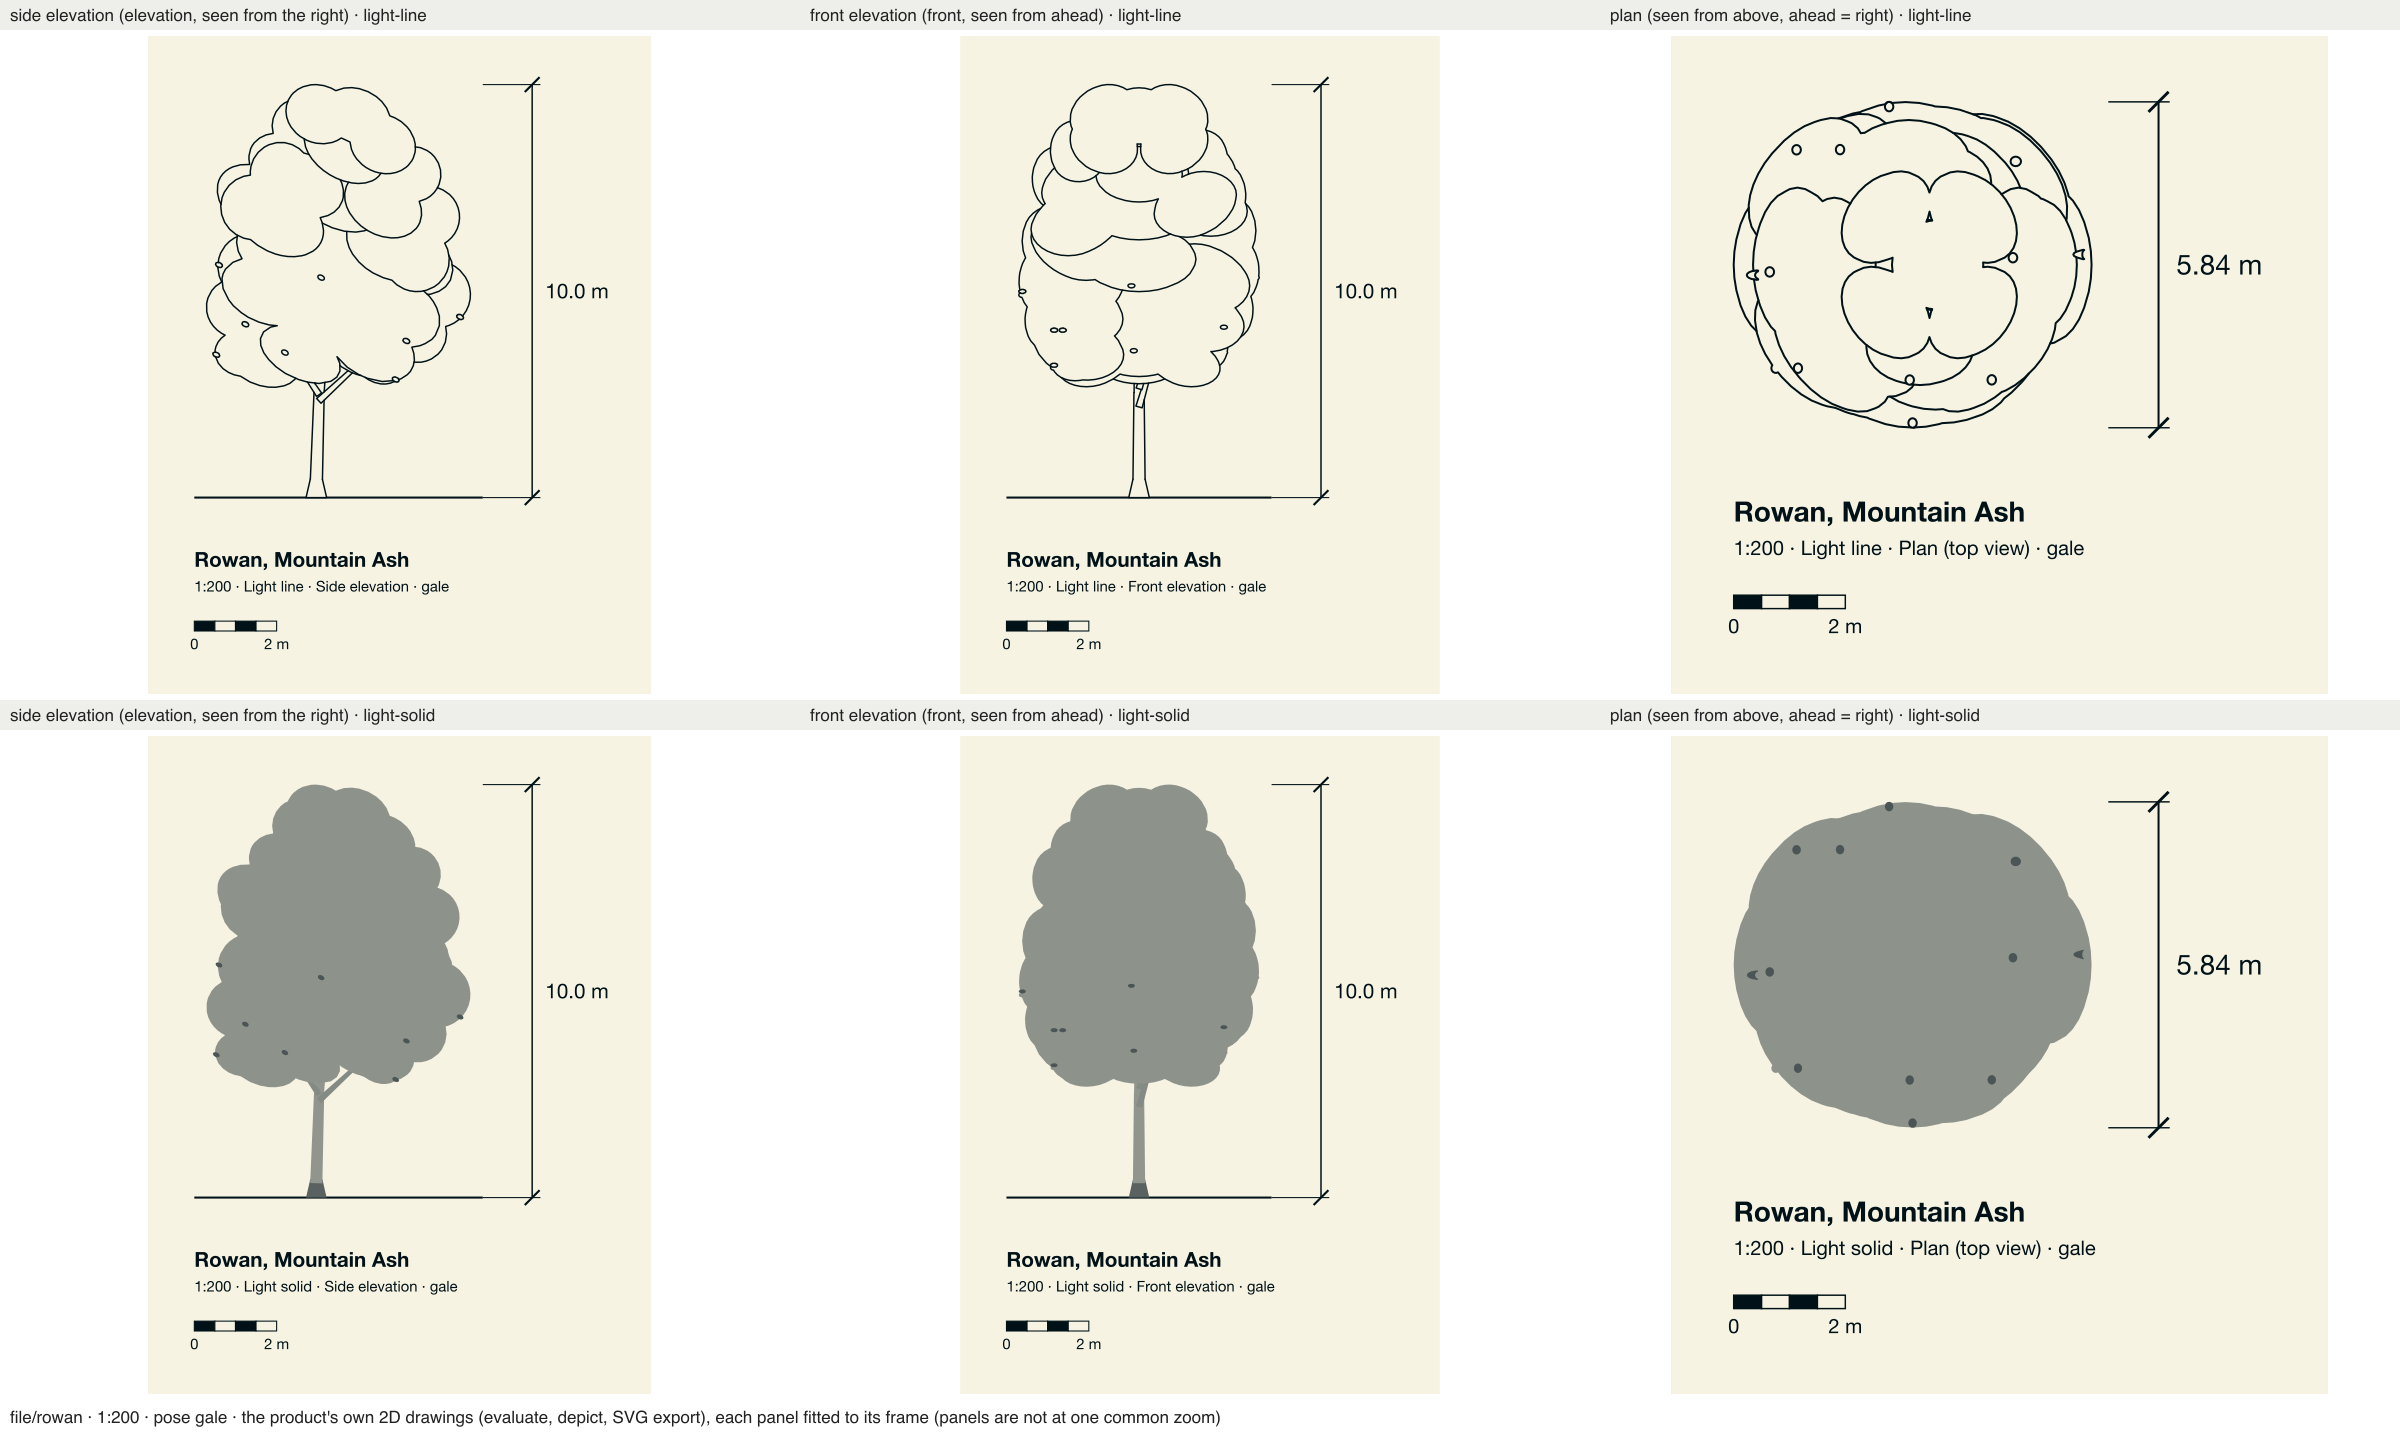 side elevation (elevation, seen from the right) · light-line
front elevation (front, seen from ahead) · light-line
plan (seen from above, ahead = right) · light-line
10.0 m
Rowan, Mountain Ash
1:200 · Light line · Side elevation · gale
0 2 m
10.0 m
Rowan, Mountain Ash
1:200 · Light line · Front elevation · gale
0 2 m
5.84 m
Rowan, Mountain Ash
1:200 · Light line · Plan (top view) · gale
0 2 m
side elevation (elevation, seen from the right) · light-solid
front elevation (front, seen from ahead) · light-solid
plan (seen from above, ahead = right) · light-solid
10.0 m
Rowan, Mountain Ash
1:200 · Light solid · Side elevation · gale
0 2 m
10.0 m
Rowan, Mountain Ash
1:200 · Light solid · Front elevation · gale
0 2 m
5.84 m
Rowan, Mountain Ash
1:200 · Light solid · Plan (top view) · gale
0 2 m
file/rowan · 1:200 · pose gale · the product's own 2D drawings (evaluate, depict, SVG export), each panel fitted to its frame (panels are not at one common zoom)